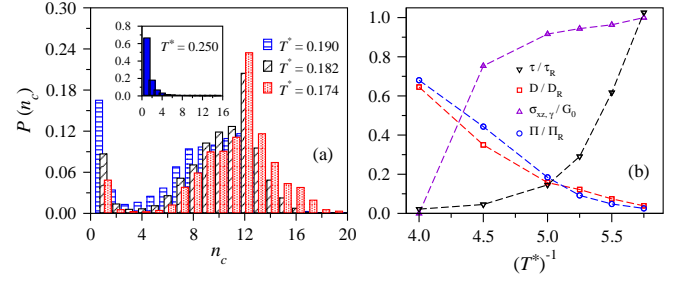 0.30
0.24
0.18
0.12
0.06
0.00
P (n_c)
0.8
0.6
0.4
0.2
0.0
T* = 0.250
0 4 8 12 16
T* = 0.190
T* = 0.182
T* = 0.174
(a)
0 4 8 12 16 20
n_c
1.0
0.8
0.6
0.4
0.2
0.0
τ / τ_R
D / D_R
σ_xz, γ / G_0
Π / Π_R
(b)
4.0 4.5 5.0 5.5
(T*)^-1